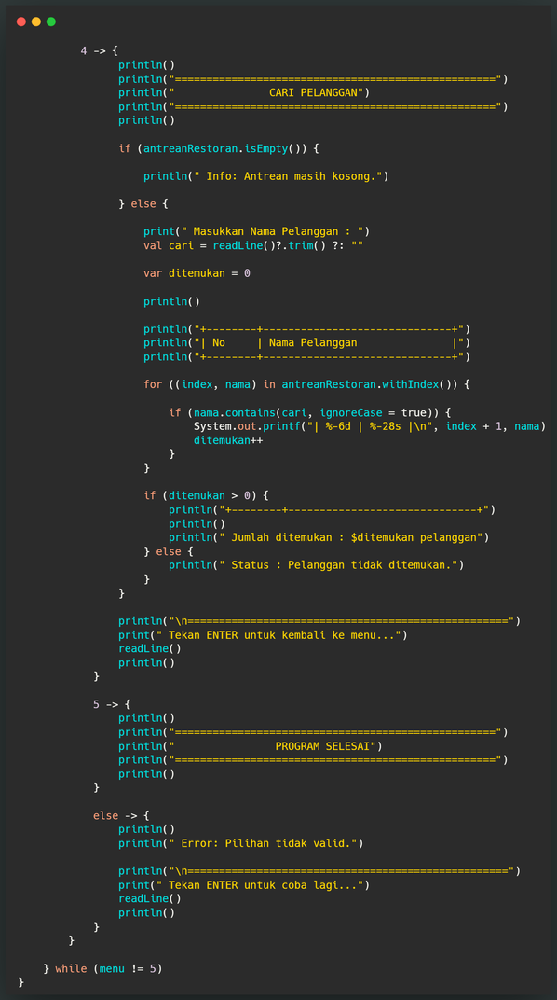 4 -> {
println()
println("===================================================")
println("               CARI PELANGGAN")
println("===================================================")
println()
if (antreanRestoran.isEmpty()) {
println(" Info: Antrean masih kosong.")
} else {
print(" Masukkan Nama Pelanggan : ")
val cari = readLine()?.trim() ?: ""
var ditemukan = 0
println()
println("+--------+------------------------------+")
println("| No     | Nama Pelanggan               |")
println("+--------+------------------------------+")
for ((index, nama) in antreanRestoran.withIndex()) {
if (nama.contains(cari, ignoreCase = true)) {
System.out.printf("| %-6d | %-28s |\n", index + 1, nama)
ditemukan++
}
}
if (ditemukan > 0) {
println("+--------+------------------------------+")
println()
println(" Jumlah ditemukan : $ditemukan pelanggan")
} else {
println(" Status : Pelanggan tidak ditemukan.")
}
}
println("\n===================================================")
print(" Tekan ENTER untuk kembali ke menu...")
readLine()
println()
}
5 -> {
println()
println("===================================================")
println("                PROGRAM SELESAI")
println("===================================================")
println()
}
else -> {
println()
println(" Error: Pilihan tidak valid.")
println("\n===================================================")
print(" Tekan ENTER untuk coba lagi...")
readLine()
println()
}
}
} while (menu != 5)
}